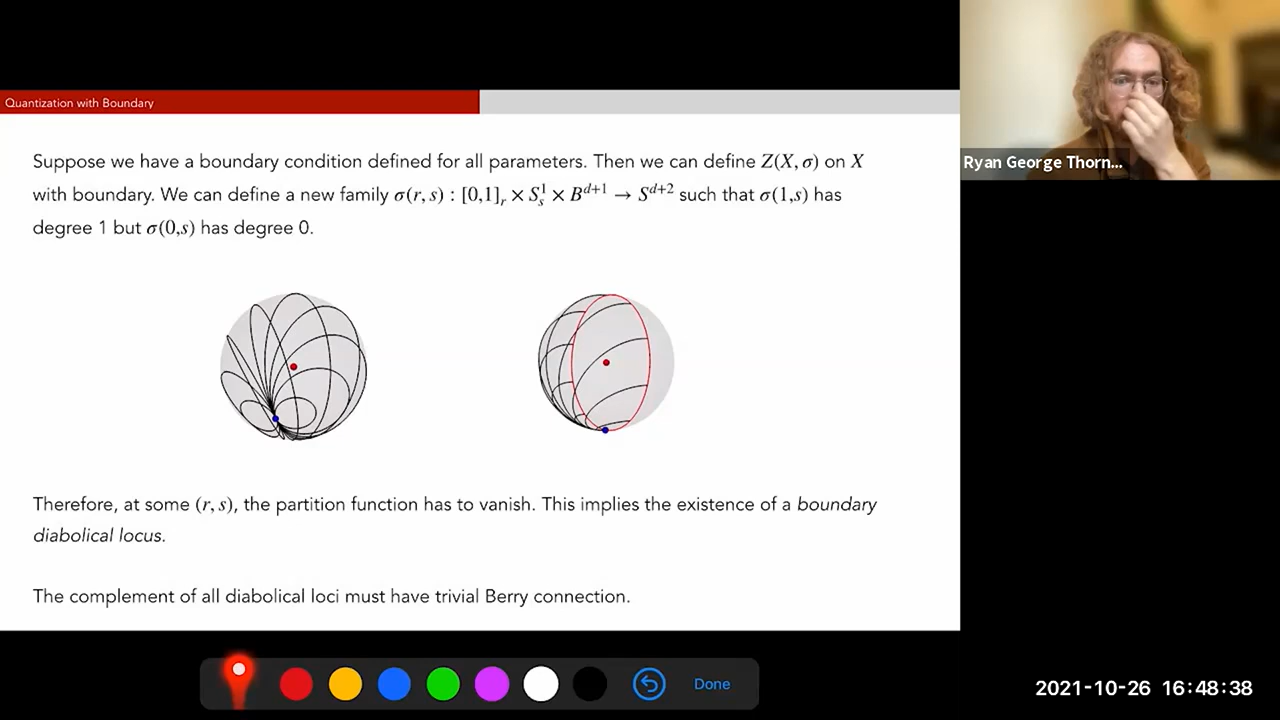 Quantization with Boundary
Suppose we have a boundary condition defined for all parameters. Then we can define Z(X, σ) on X
with boundary. We can define a new family σ(r, s) : [0,1]ᵣ × S¹ₛ × Bᵈ⁺¹ → Sᵈ⁺² such that σ(1,s) has
degree 1 but σ(0,s) has degree 0.
Therefore, at some (r, s), the partition function has to vanish. This implies the existence of a boundary
diabolical locus.
The complement of all diabolical loci must have trivial Berry connection.
Ryan George Thorn...
Done
2021-10-26 16:48:38